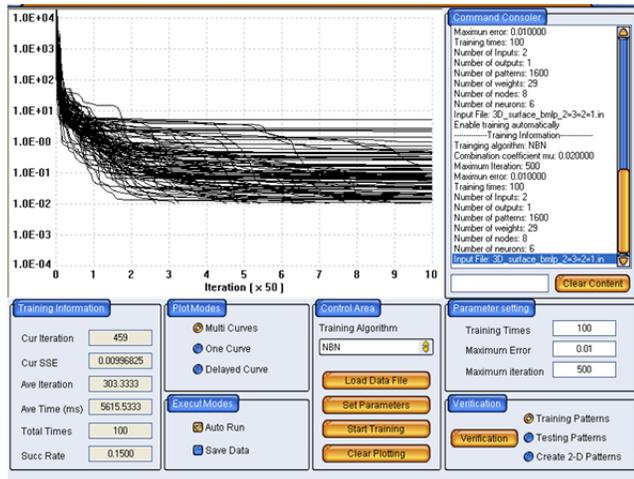 1.0E+04
1.0E+03
1.0E+02
1.0E+01
1.0E-00
1.0E-01
1.0E-02
1.0E-03
1.0E-04
0 1 2 3 4 5 6 7 8 9 10
Iteration [ x 50 ]
Command Consoler
Maximun error: 0.010000
Training times: 100
Number of Inputs: 2
Number of outputs: 1
Number of patterns: 1600
Number of weights: 29
Number of nodes: 8
Number of neurons: 6
Input File: 3D_surface_bmlp_2=3=2=1.in
Enable training automatically
--------------Training Information-----------
Trainging algorithm: NBN
Combination coefficient mu: 0.020000
Maximum Iteration: 500
Maximun error: 0.010000
Training times: 100
Number of Inputs: 2
Number of outputs: 1
Number of patterns: 1600
Number of weights: 29
Number of nodes: 8
Number of neurons: 6
Input File: 3D_surface_bmlp_2=3=2=1.in
Clear Content
Training Information
Cur Iteration 459
Cur SSE 0.00996825
Ave Iteration 303.3333
Ave Time (ms) 5615.5333
Total Times 100
Succ Rate 0.1500
PlotModes
Multi Curves
One Curve
Delayed Curve
ExecutModes
Auto Run
Save Data
Control Area
Training Algorithm
NBN
Load Data File
Set Parameters
Start Training
Clear Plotting
Parameter setting
Training Times 100
Maximum Error 0.01
Maximum iteration 500
Verification
Verification
Training Patterns
Testing Patterns
Create 2-D Patterns